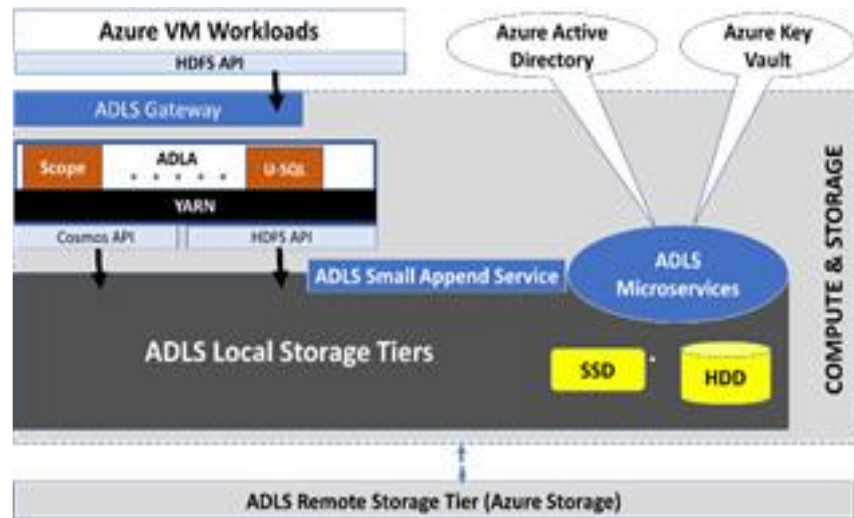 Azure VM Workloads
HDFS API
Azure Active
Directory
Azure Key
Vault
ADLS Gateway
Scope
ADLA
U-SQL
YARN
Cosmos API
HDFS API
ADLS Small Append Service
ADLS
Microservices
ADLS Local Storage Tiers
SSD
HDD
COMPUTE & STORAGE
ADLS Remote Storage Tier (Azure Storage)